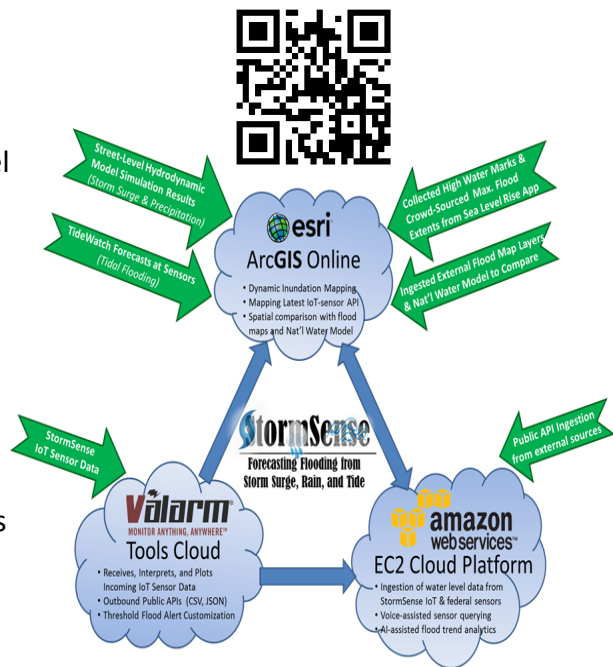 el
s
Street-Level Hydrodynamic
Model Simulation Results
(Storm Surge & Precipitation)
TideWatch Forecasts at Sensors
(Tidal Flooding)
Collected High Water Marks &
Crowd-Sourced Max. Flood
Extents from Sea Level Rise App
Ingested External Flood Map Layers
& Nat'l Water Model to Compare
esri
ArcGIS Online
• Dynamic Inundation Mapping
• Mapping Latest IoT-sensor API
• Spatial comparison with flood
maps and Nat'l Water Model
StormSense
Forecasting Flooding from
Storm Surge, Rain, and Tide
StormSense
IoT Sensor Data
Valarm
MONITOR ANYTHING, ANYWHERE™
Tools Cloud
• Receives, Interprets, and Plots
Incoming IoT Sensor Data
• Outbound Public APIs (CSV, JSON)
• Threshold Flood Alert Customization
Public API Ingestion
from external sources
amazon
webservices™
EC2 Cloud Platform
• Ingestion of water level data from
StormSense IoT & federal sensors
• Voice-assisted sensor querying
• AI-assisted flood trend analytics